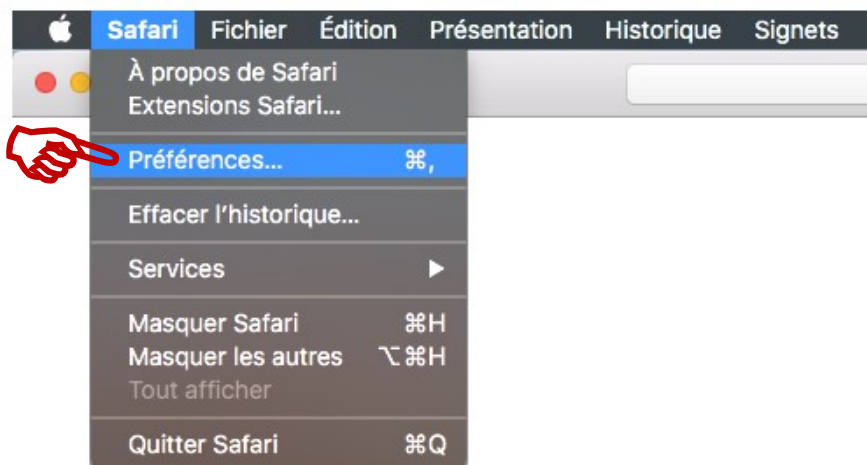 Safari Fichier Édition Présentation Historique Signets
À propos de Safari
Extensions Safari...
Préférences... ⌘,
Effacer l'historique...
Services ▶
Masquer Safari ⌘H
Masquer les autres ⌥⌘H
Tout afficher
Quitter Safari ⌘Q